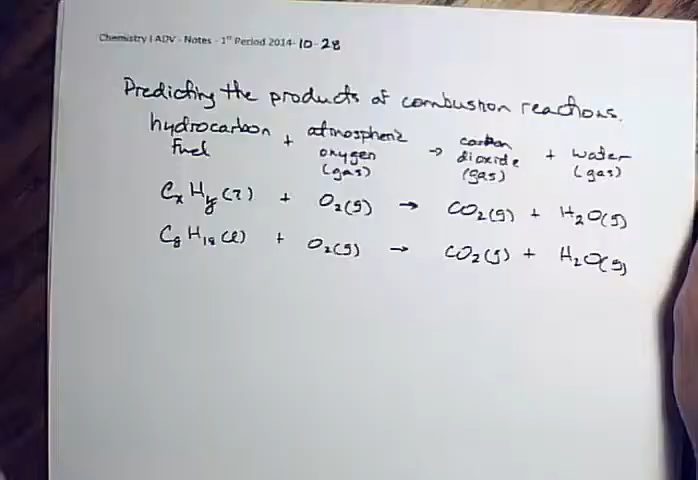 Chemistry I ADV - Notes - 1st Period 2014-10-28
Predicting the products of combustion reactions.
hydrocarbon fuel + atmospheric oxygen (gas) → carbon dioxide (gas) + water (gas)
CxHy(?) + O2(g) → CO2(g) + H2O(g)
C8H18(l) + O2(g) → CO2(g) + H2O(g)